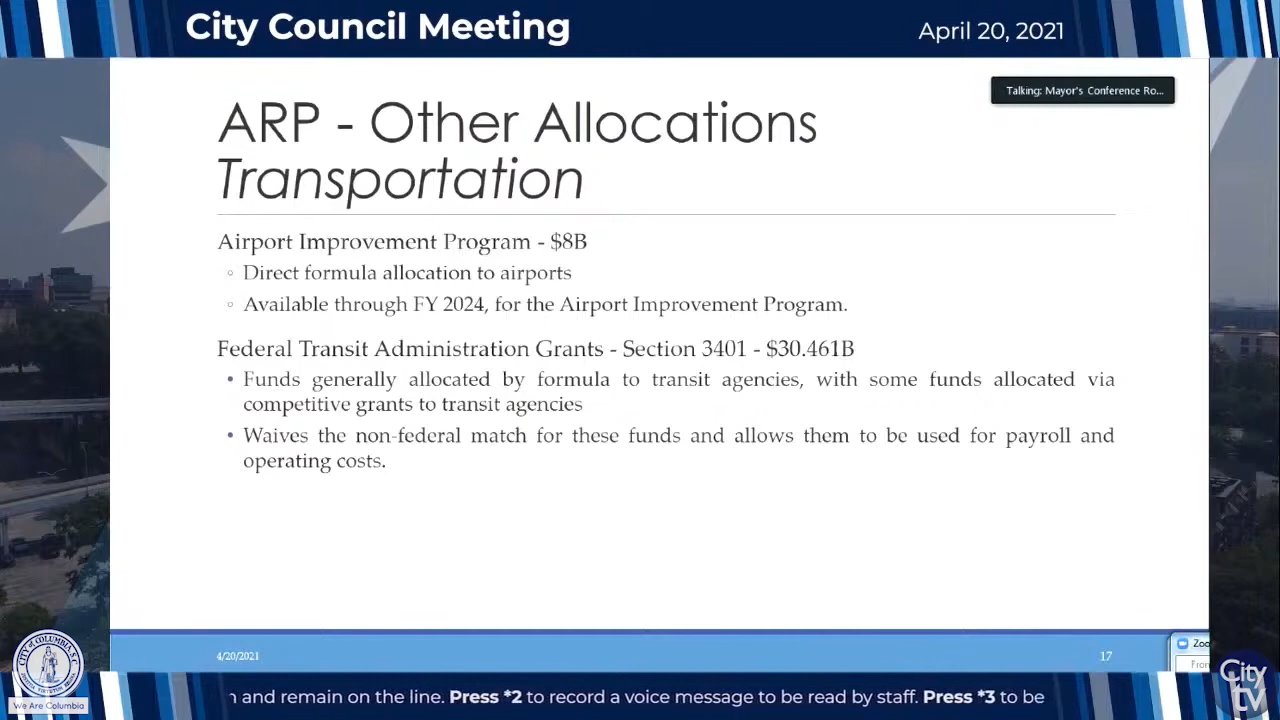 City Council Meeting
April 20, 2021
Talking: Mayor's Conference Ro...
ARP - Other Allocations
Transportation
Airport Improvement Program - $8B
◦ Direct formula allocation to airports
◦ Available through FY 2024, for the Airport Improvement Program.
Federal Transit Administration Grants - Section 3401 - $30.461B
• Funds generally allocated by formula to transit agencies, with some funds allocated via
competitive grants to transit agencies
• Waives the non-federal match for these funds and allows them to be used for payroll and
operating costs.
4/20/2021
17
Zoo
From
CITY of COLUMBIA, S.C.
We Are Columbia
and remain on the line. Press *2 to record a voice message to be read by staff. Press *3 to be
City
tv